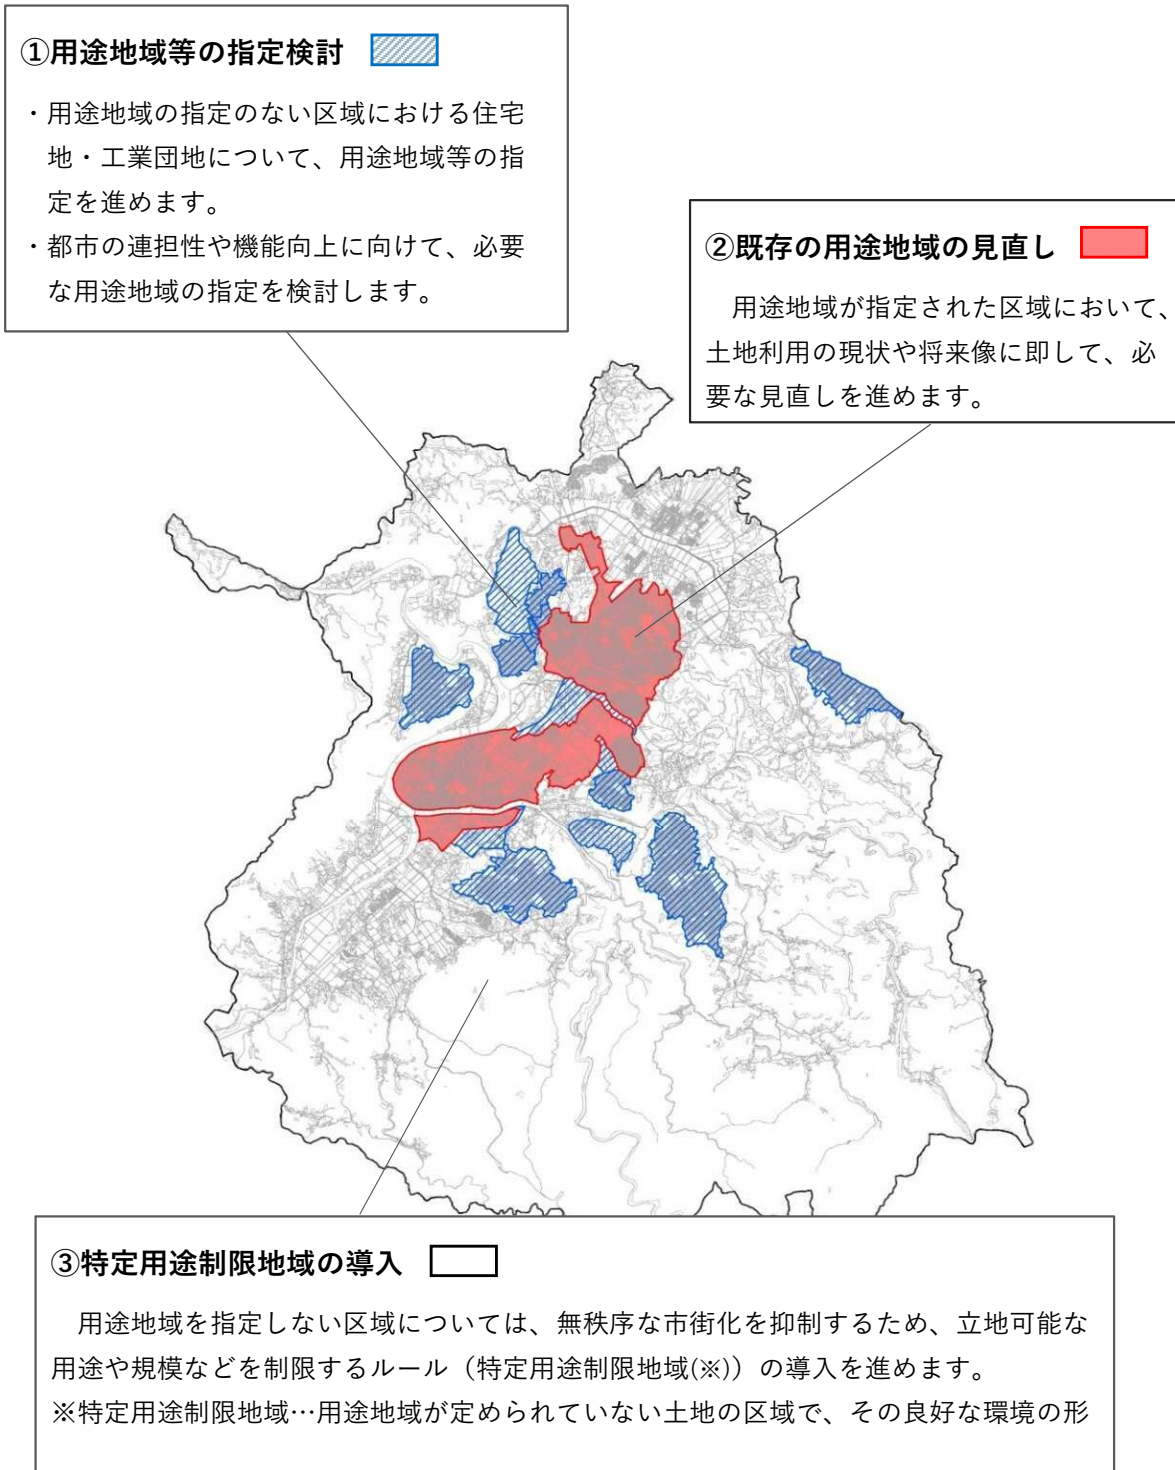 ①用途地域等の指定検討
・用途地域の指定のない区域における住宅
地・工業団地について、用途地域等の指
定を進めます。
・都市の連担性や機能向上に向けて、必要
な用途地域の指定を検討します。
②既存の用途地域の見直し
用途地域が指定された区域において、
土地利用の現状や将来像に即して、必
要な見直しを進めます。
③特定用途制限地域の導入
用途地域を指定しない区域については、無秩序な市街化を抑制するため、立地可能な
用途や規模などを制限するルール（特定用途制限地域(※)）の導入を進めます。
※特定用途制限地域…用途地域が定められていない土地の区域で、その良好な環境の形